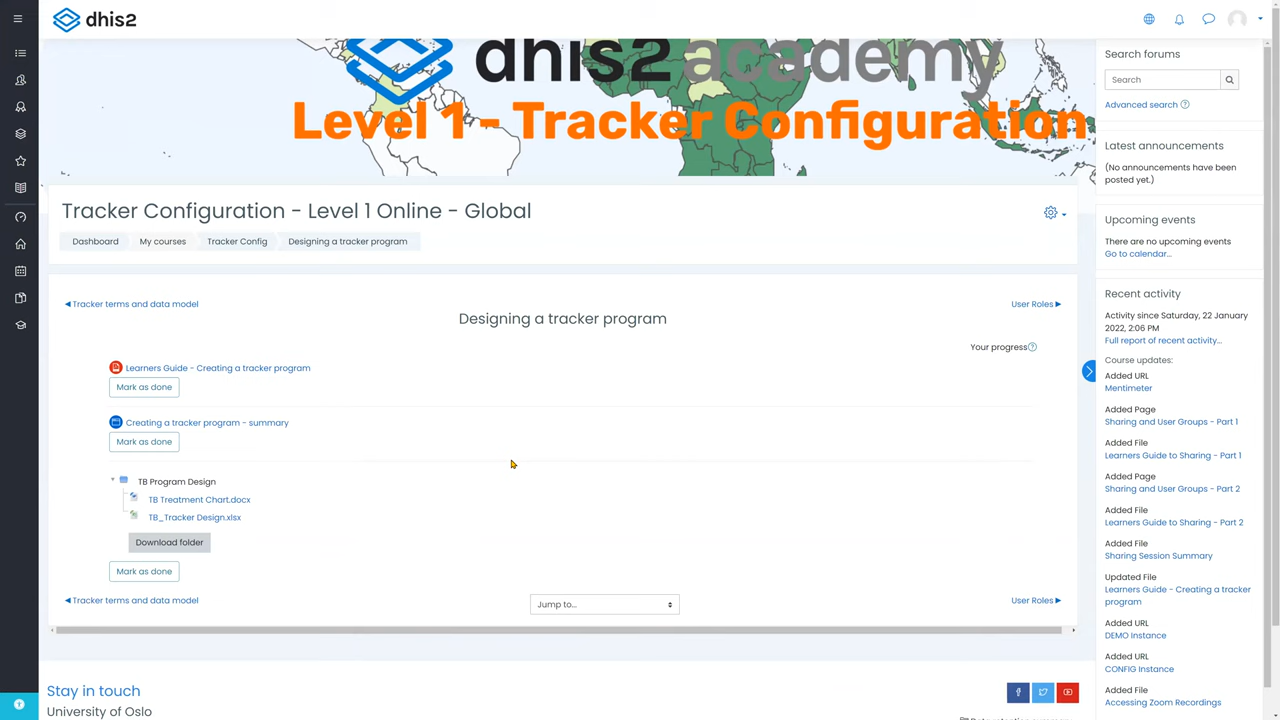 dhis2
dhis2 academy
Level 1 - Tracker Configuration
Tracker Configuration - Level 1 Online - Global
Dashboard
My courses
Tracker Config
Designing a tracker program
Tracker terms and data model
User Roles
Designing a tracker program
Your progress
Learners Guide - Creating a tracker program
Mark as done
Creating a tracker program - summary
Mark as done
TB Program Design
TB Treatment Chart.docx
TB_Tracker Design.xlsx
Download folder
Mark as done
Tracker terms and data model
Jump to...
User Roles
Stay in touch
University of Oslo
Search forums
Search
Advanced search
Latest announcements
(No announcements have been
posted yet.)
Upcoming events
There are no upcoming events
Go to calendar...
Recent activity
Activity since Saturday, 22 January
2022, 2:06 PM
Full report of recent activity...
Course updates:
Added URL
Mentimeter
Added Page
Sharing and User Groups - Part 1
Added File
Learners Guide to Sharing - Part 1
Added Page
Sharing and User Groups - Part 2
Added File
Learners Guide to Sharing - Part 2
Added File
Sharing Session Summary
Updated File
Learners Guide - Creating a tracker
program
Added URL
DEMO instance
Added URL
CONFIG Instance
Added File
Accessing Zoom Recordings